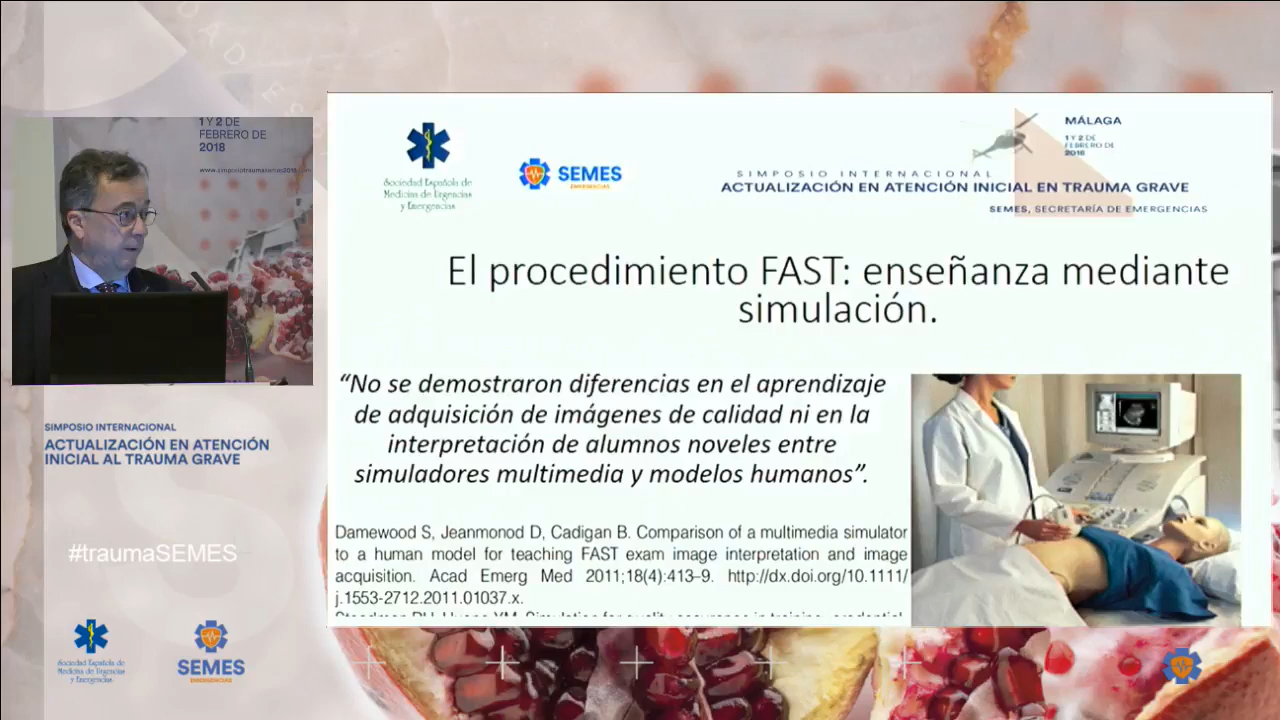 1 Y 2 DE
FEBRERO DE
2018
www.simposiotraumasemes2018.com
SIMPOSIO INTERNACIONAL
ACTUALIZACIÓN EN ATENCIÓN
INICIAL AL TRAUMA GRAVE
#traumaSEMES
Sociedad Española de
Medicina de Urgencias
y Emergencias
SEMES
EMERGENCIAS
Sociedad Española de
Medicina de Urgencias
y Emergencias
SEMES
EMERGENCIAS
MÁLAGA
1 Y 2 DE
FEBRERO DE
2018
SIMPOSIO INTERNACIONAL
ACTUALIZACIÓN EN ATENCIÓN INICIAL EN TRAUMA GRAVE
SEMES, SECRETARÍA DE EMERGENCIAS
El procedimiento FAST: enseñanza mediante
simulación.
“No se demostraron diferencias en el aprendizaje
de adquisición de imágenes de calidad ni en la
interpretación de alumnos noveles entre
simuladores multimedia y modelos humanos”.
Damewood S, Jeanmonod D, Cadigan B. Comparison of a multimedia simulator
to a human model for teaching FAST exam image interpretation and image
acquisition. Acad Emerg Med 2011;18(4):413–9. http://dx.doi.org/10.1111/
j.1553-2712.2011.01037.x.